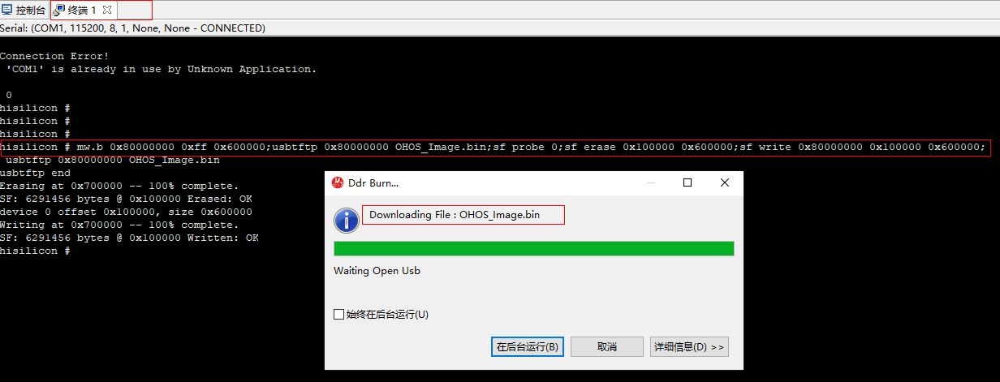 控制台 终端 1
Serial: (COM1, 115200, 8, 1, None, None - CONNECTED)
Connection Error!
'COM1' is already in use by Unknown Application.
0
hisilicon #
hisilicon #
hisilicon #
hisilicon # mw.b 0x80000000 0xff 0x600000;usbtftp 0x80000000 OHOS_Image.bin;sf probe 0;sf erase 0x100000 0x600000;sf write 0x80000000 0x100000 0x600000;
usbtftp 0x80000000 OHOS_Image.bin
usbtftp end
Erasing at 0x700000 -- 100% complete.
SF: 6291456 bytes @ 0x100000 Erased: OK
device 0 offset 0x100000, size 0x600000
Writing at 0x700000 -- 100% complete.
SF: 6291456 bytes @ 0x100000 Written: OK
hisilicon #
Ddr Burn...
Downloading File : OHOS_Image.bin
Waiting Open Usb
始终在后台运行(U)
在后台运行(B) 取消 详细信息(D) >>